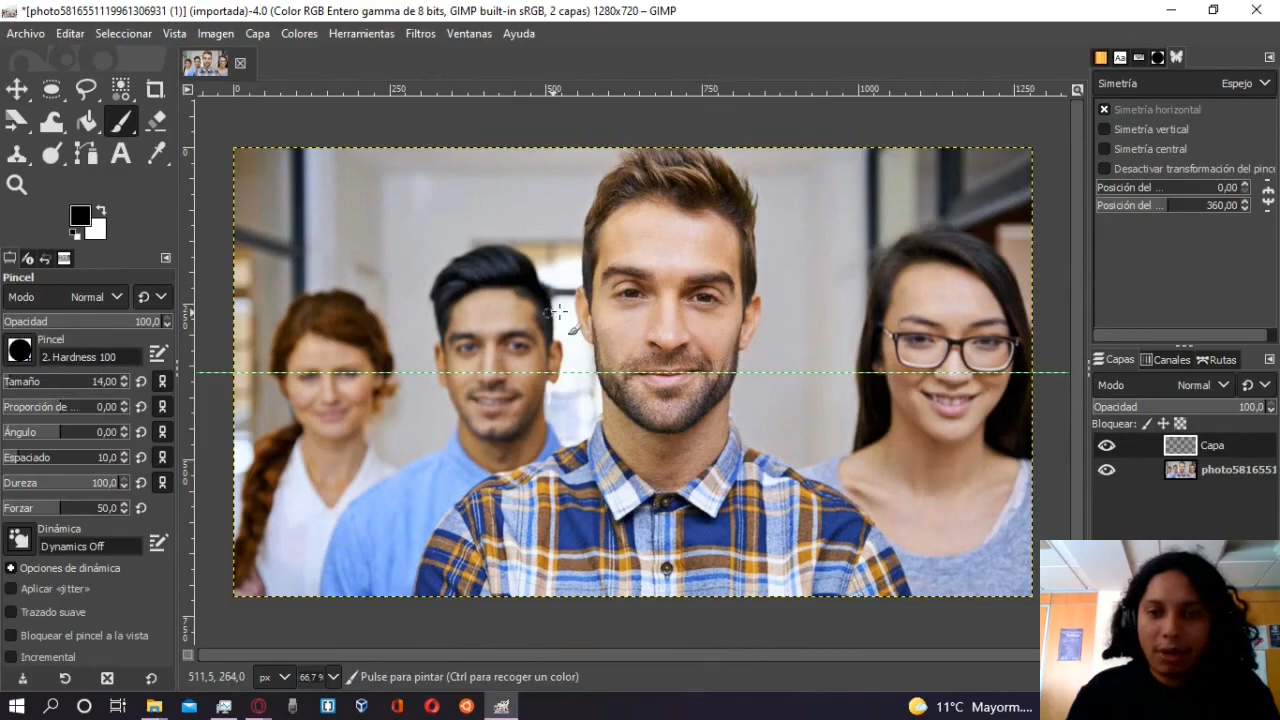 *[photo5816551119961306931 (1)] (importada)-4.0 (Color RGB Entero gamma de 8 bits, GIMP built-in sRGB, 2 capas) 1280x720 – GIMP
Archivo Editar Seleccionar Vista Imagen Capa Colores Herramientas Filtros Ventanas Ayuda
0 250 500 750 1000 1250
Pincel
Modo Normal
Opacidad 100,0
Pincel
2. Hardness 100
Tamaño 14,00
Proporción de ... 0,00
Ángulo 0,00
Espaciado 10,0
Dureza 100,0
Forzar 50,0
Dinámica
Dynamics Off
Opciones de dinámica
Aplicar «jitter»
Trazado suave
Bloquear el pincel a la vista
Incremental
Simetría Espejo
Simetría horizontal
Simetría vertical
Simetría central
Desactivar transformación del pince
Posición del ... 0,00
Posición del ... 360,00
Capas Canales Rutas
Modo Normal
Opacidad 100,0
Bloquear:
Capa
photo5816551
511,5, 264,0 px 66,7 % Pulse para pintar (Ctrl para recoger un color)
11°C Mayorm....